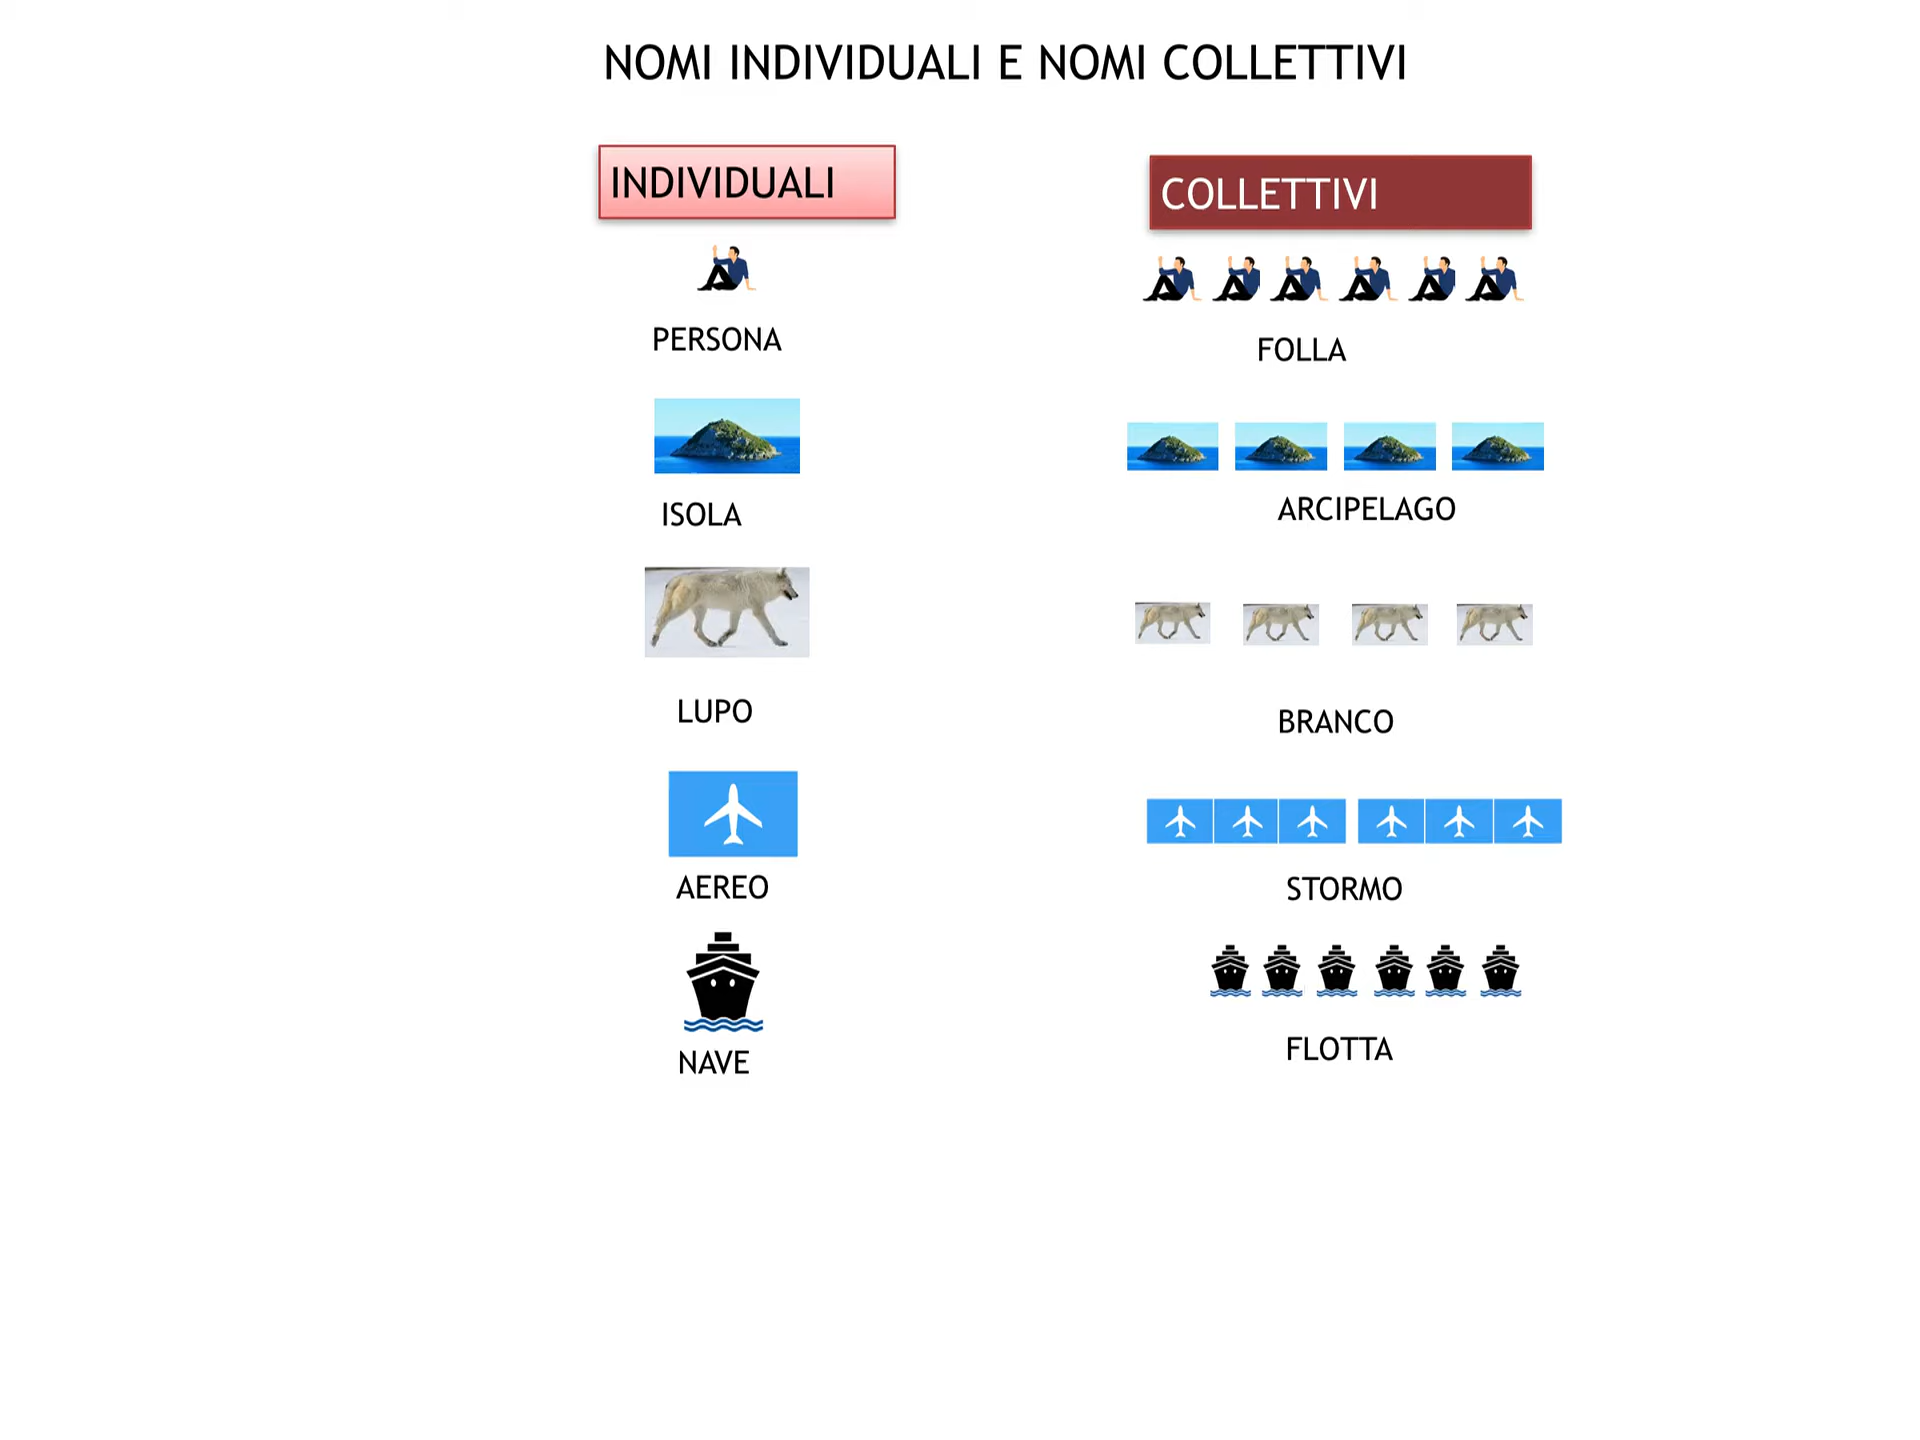 NOMI INDIVIDUALI E NOMI COLLETTIVI
INDIVIDUALI
COLLETTIVI
PERSONA
FOLLA
ISOLA
ARCIPELAGO
LUPO
BRANCO
AEREO
STORMO
NAVE
FLOTTA